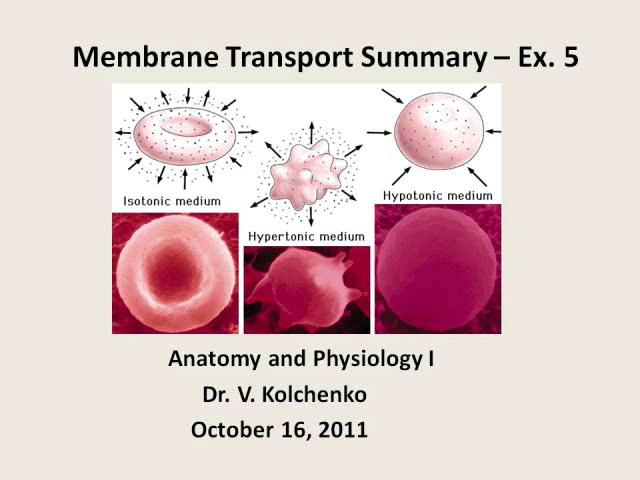 Membrane Transport Summary – Ex. 5
Isotonic medium
Hypertonic medium
Hypotonic medium
Anatomy and Physiology I
Dr. V. Kolchenko
October 16, 2011